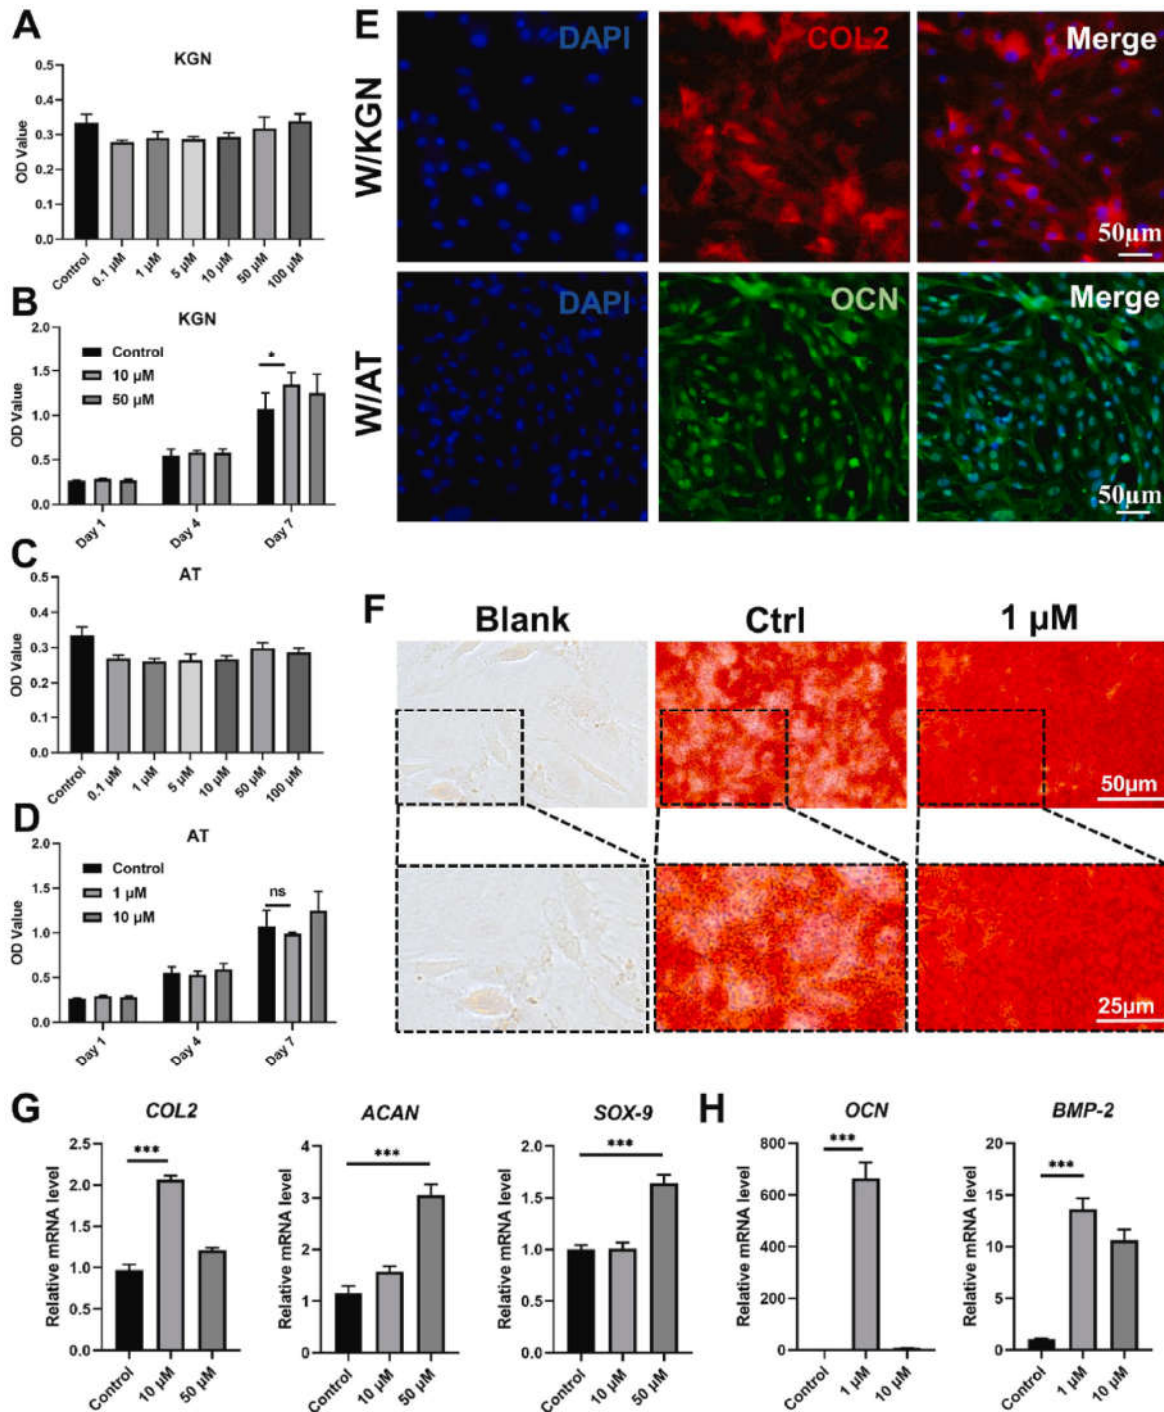 A
KGN
OD Value
0.5
0.4
0.3
0.2
0.1
0.0
Control
0.1 µM
1 µM
5 µM
10 µM
50 µM
100 µM
B
KGN
OD Value
2.0
1.5
1.0
0.5
0.0
Control
10 µM
50 µM
*
Day 1
Day 4
Day 7
C
AT
OD Value
0.5
0.4
0.3
0.2
0.1
0.0
Control
0.1 µM
1 µM
5 µM
10 µM
50 µM
100 µM
D
AT
OD Value
2.0
1.5
1.0
0.5
0.0
Control
1 µM
10 µM
ns
Day 1
Day 4
Day 7
E
W/KGN
DAPI
COL2
Merge
50µm
W/AT
DAPI
OCN
Merge
50µm
F
Blank
Ctrl
1 µM
50µm
25µm
G
COL2
Relative mRNA level
2.5
2.0
1.5
1.0
0.5
0.0
***
Control
10 µM
50 µM
ACAN
Relative mRNA level
4
3
2
1
0
***
Control
10 µM
50 µM
SOX-9
Relative mRNA level
2.0
1.5
1.0
0.5
0.0
***
Control
10 µM
50 µM
H
OCN
Relative mRNA level
800
600
400
200
0
***
Control
1 µM
10 µM
BMP-2
Relative mRNA level
20
15
10
5
0
***
Control
1 µM
10 µM